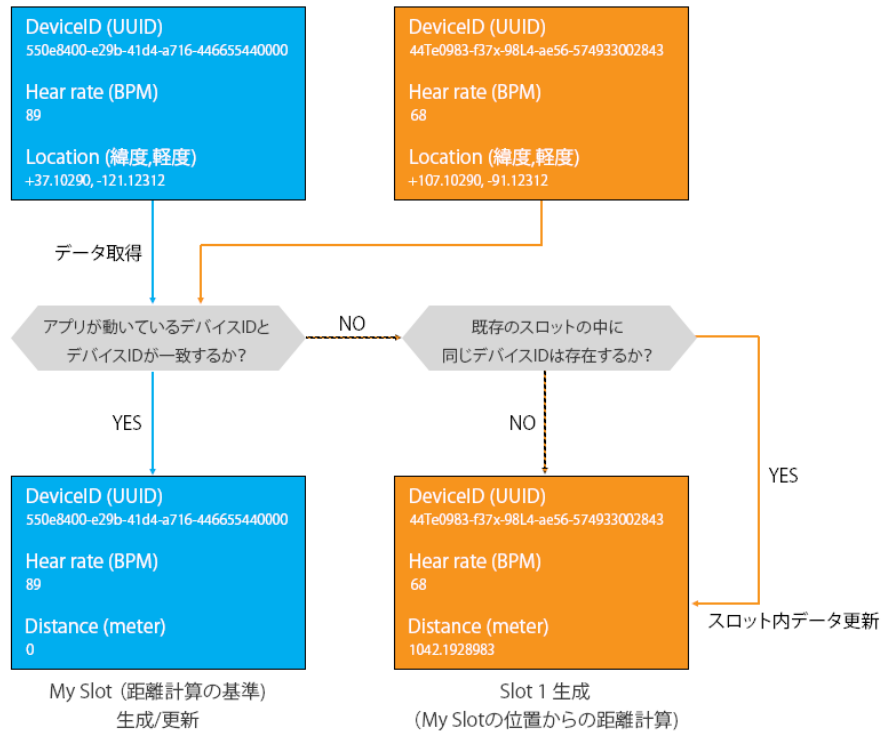 DeviceID (UUID)
550e8400-e29b-41d4-a716-446655440000
Hear rate (BPM)
89
Location (緯度,軽度)
+37.10290, -121.12312
DeviceID (UUID)
44Te0983-f37x-98L4-ae56-574933002843
Hear rate (BPM)
68
Location (緯度,軽度)
+107.10290, -91.12312
データ取得
アプリが動いているデバイスIDと
デバイスIDが一致するか？
NO
既存のスロットの中に
同じデバイスIDは存在するか？
YES
NO
YES
DeviceID (UUID)
550e8400-e29b-41d4-a716-446655440000
Hear rate (BPM)
89
Distance (meter)
0
DeviceID (UUID)
44Te0983-f37x-98L4-ae56-574933002843
Hear rate (BPM)
68
Distance (meter)
1042.1928983
スロット内データ更新
My Slot（距離計算の基準)
生成/更新
Slot 1 生成
（My Slotの位置からの距離計算)